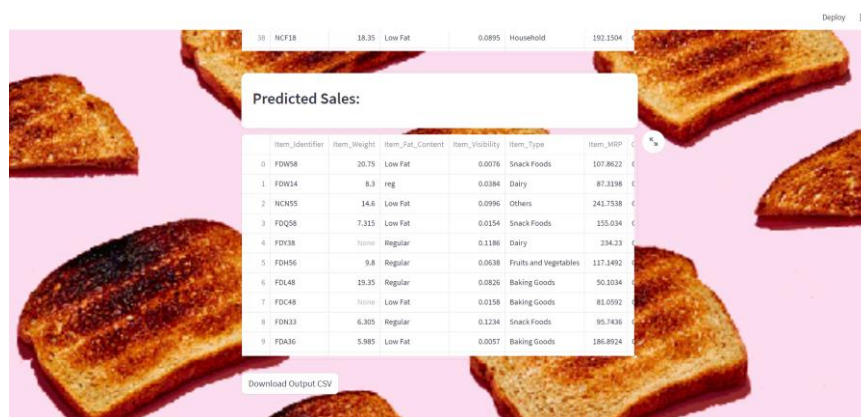 Deploy
38 NCF18 18.35 Low Fat 0.0895 Household 192.1504
Predicted Sales:
Item_Identifier Item_Weight Item_Fat_Content Item_Visibility Item_Type Item_MRP
0 FDW58 20.75 Low Fat 0.0076 Snack Foods 107.8622
1 FDW14 8.3 reg 0.0384 Dairy 87.3198
2 NCN55 14.6 Low Fat 0.0996 Others 241.7538
3 FDQ58 7.315 Low Fat 0.0154 Snack Foods 155.034
4 FDY38 None Regular 0.1186 Dairy 234.23
5 FDH56 9.8 Regular 0.0638 Fruits and Vegetables 117.1492
6 FDL48 19.35 Regular 0.0826 Baking Goods 50.1034
7 FDC48 None Low Fat 0.0158 Baking Goods 81.0592
8 FDN33 6.305 Regular 0.1234 Snack Foods 95.7436
9 FDA36 5.985 Low Fat 0.0057 Baking Goods 186.8924
Download Output CSV